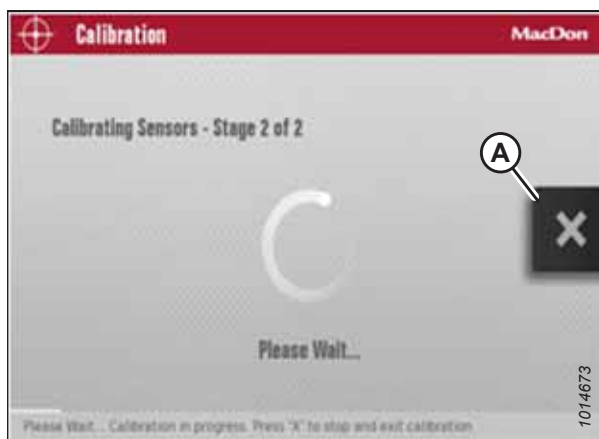 Calibration
MacDon
Calibrating Sensors - Stage 2 of 2
A
X
Please Wait...
1014673
Please Wait... Calibration in progress. Press "X" to stop and exit calibration